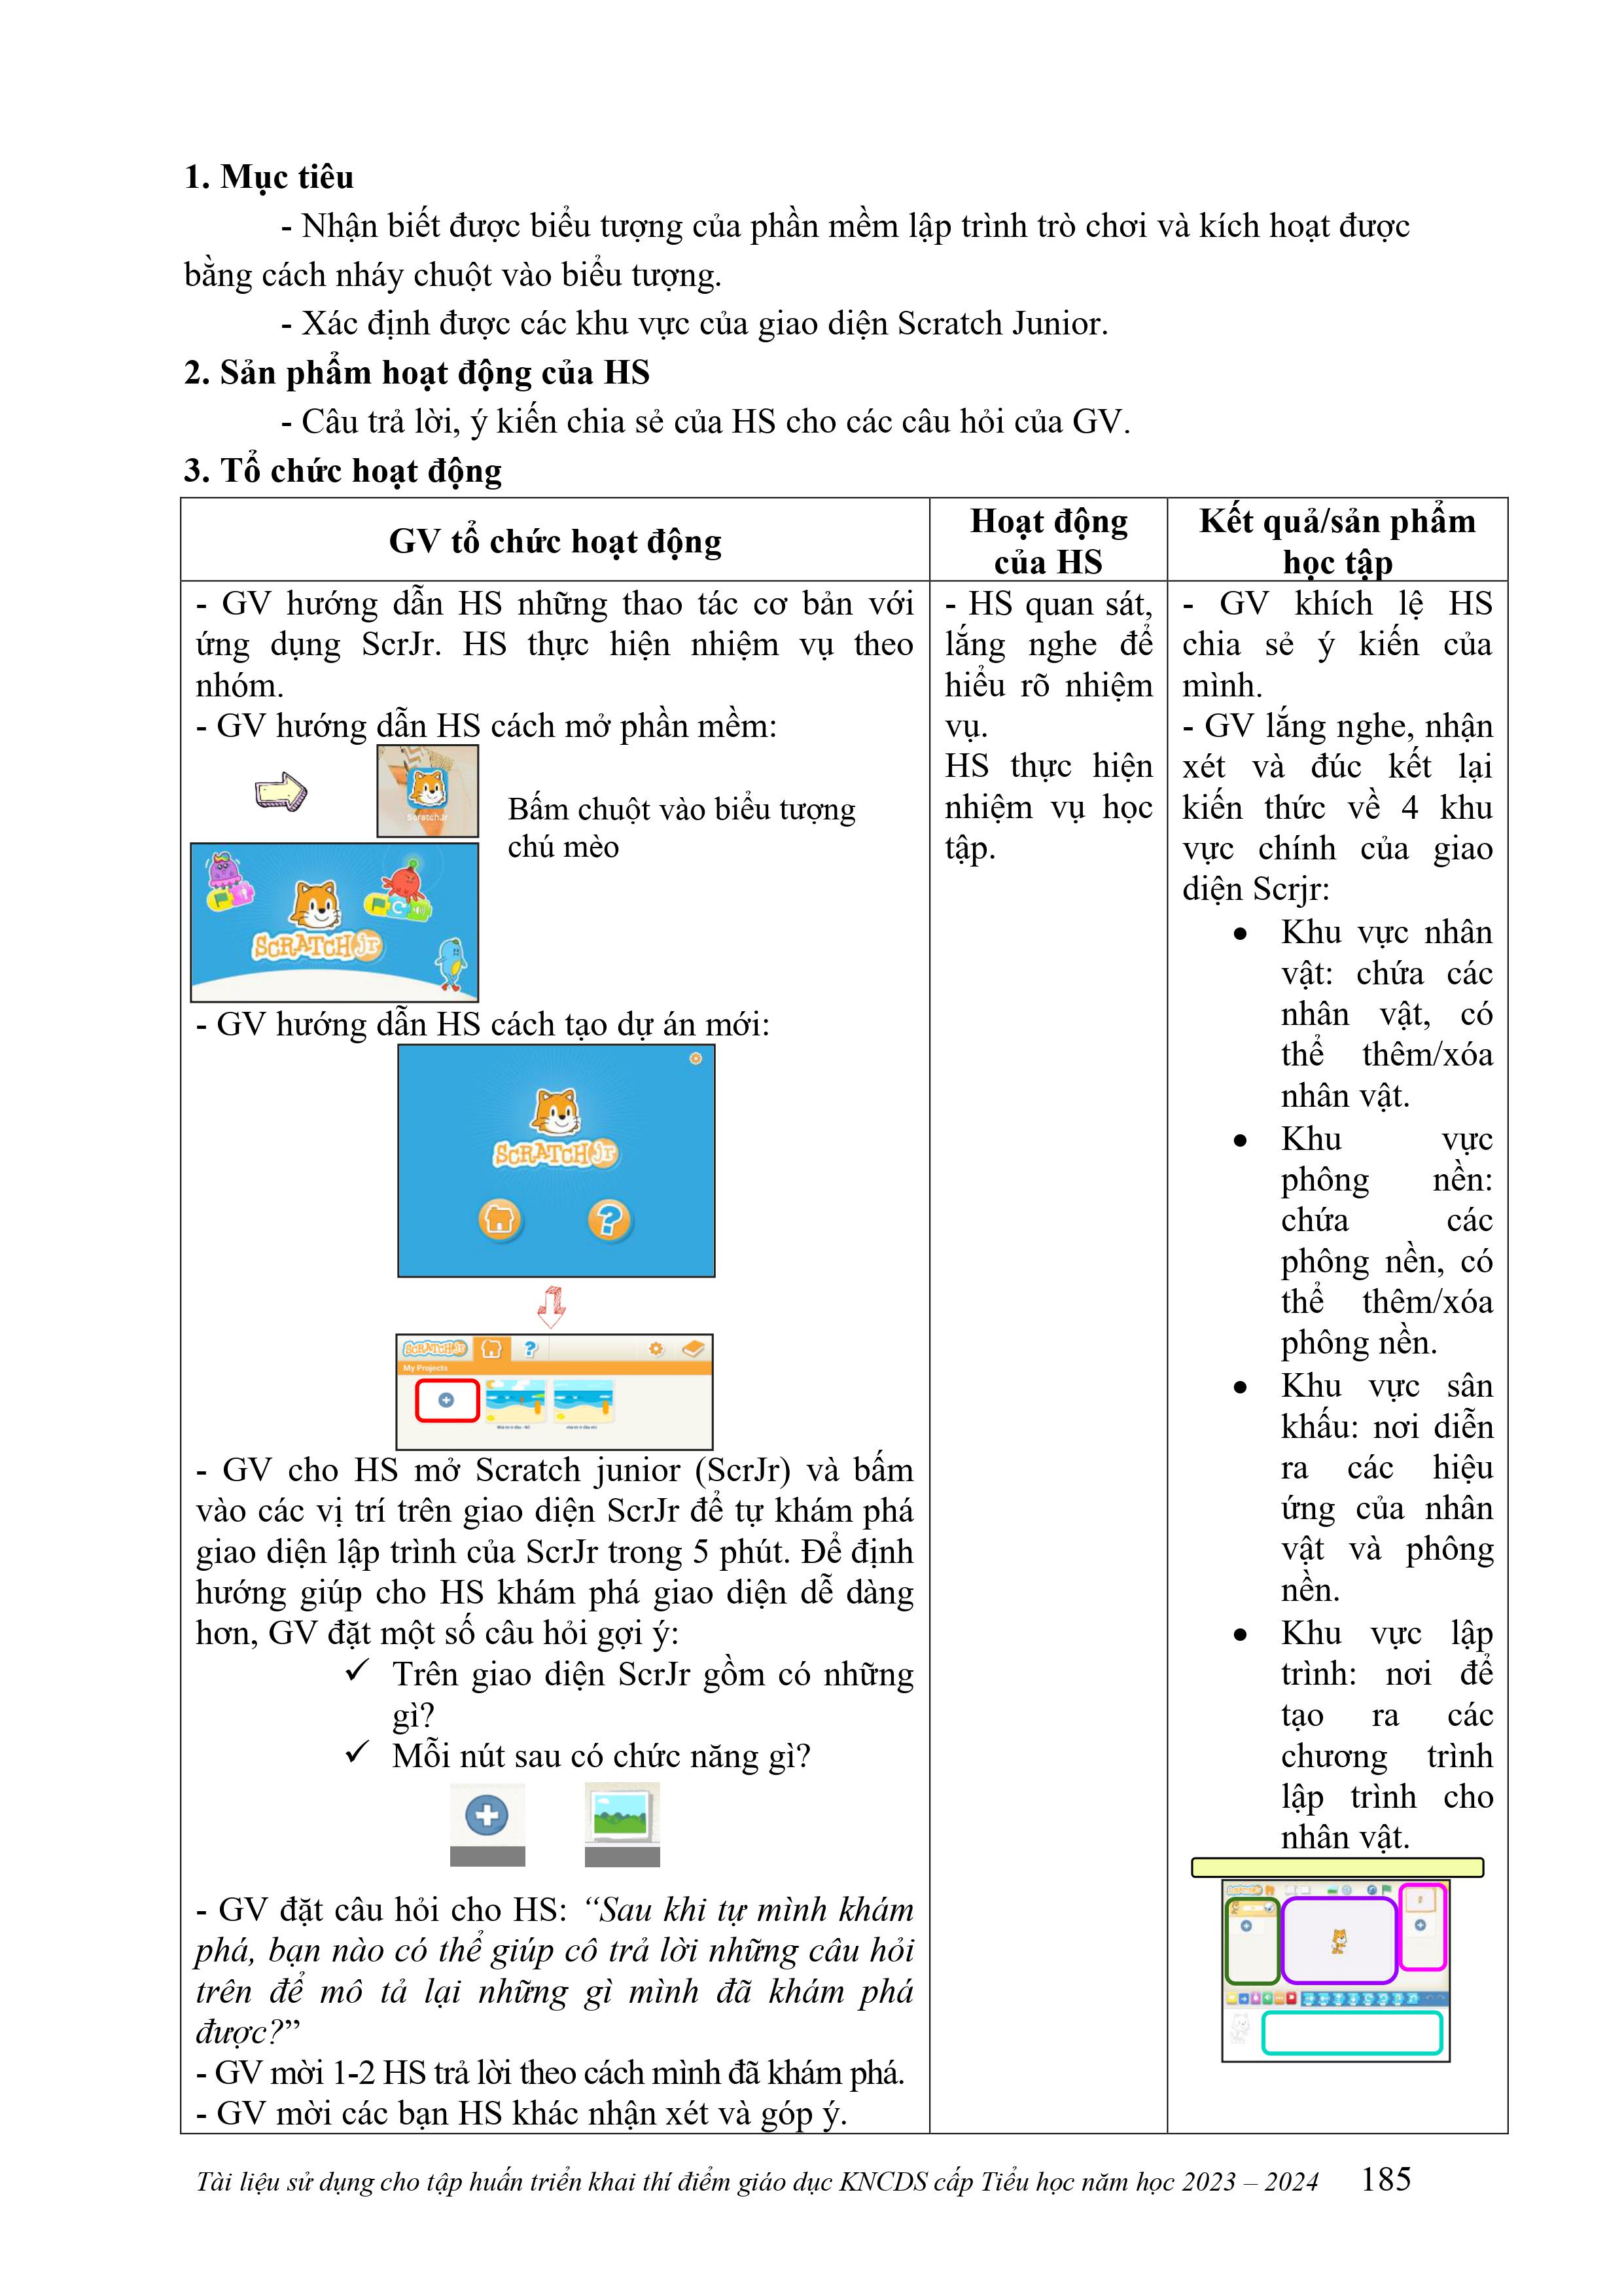 1. Mục tiêu
- Nhận biết được biểu tượng của phần mềm lập trình trò chơi và kích hoạt được
bằng cách nháy chuột vào biểu tượng.
- Xác định được các khu vực của giao diện Scratch Junior.
2. Sản phẩm hoạt động của HS
- Câu trả lời, ý kiến chia sẻ của HS cho các câu hỏi của GV.
3. Tổ chức hoạt động
GV tổ chức hoạt động
- GV hướng dẫn HS những thao tác cơ bản với
ứng dụng ScrJr. HS thực hiện nhiệm vụ theo
nhóm.
- GV hướng dẫn HS cách mở phần mềm:
ScratchJr
Bấm chuột vào biểu tượng
chú mèo
SCRATCHJr
- GV hướng dẫn HS cách tạo dự án mới:
SCRATCHJr
?
SCRATCHJr
?
My Projects
- GV cho HS mở Scratch junior (ScrJr) và bấm
vào các vị trí trên giao diện ScrJr để tự khám phá
giao diện lập trình của ScrJr trong 5 phút. Để định
hướng giúp cho HS khám phá giao diện dễ dàng
hơn, GV đặt một số câu hỏi gợi ý:
✓ Trên giao diện ScrJr gồm có những
gì?
✓ Mỗi nút sau có chức năng gì?
- GV đặt câu hỏi cho HS: “Sau khi tự mình khám
phá, bạn nào có thể giúp cô trả lời những câu hỏi
trên để mô tả lại những gì mình đã khám phá
được?”
- GV mời 1-2 HS trả lời theo cách mình đã khám phá.
- GV mời các bạn HS khác nhận xét và góp ý.
Hoạt động
của HS
- HS quan sát,
lắng nghe để
hiểu rõ nhiệm
vụ.
HS thực hiện
nhiệm vụ học
tập.
Kết quả/sản phẩm
học tập
- GV khích lệ HS
chia sẻ ý kiến của
mình.
- GV lắng nghe, nhận
xét và đúc kết lại
kiến thức về 4 khu
vực chính của giao
diện Scrjr:
• Khu vực nhân
vật: chứa các
nhân vật, có
thể thêm/xóa
nhân vật.
• Khu vực
phông nền:
chứa các
phông nền, có
thể thêm/xóa
phông nền.
• Khu vực sân
khấu: nơi diễn
ra các hiệu
ứng của nhân
vật và phông
nền.
• Khu vực lập
trình: nơi để
tạo ra các
chương trình
lập trình cho
nhân vật.
Tài liệu sử dụng cho tập huấn triển khai thí điểm giáo dục KNCDS cấp Tiểu học năm học 2023 – 2024 185